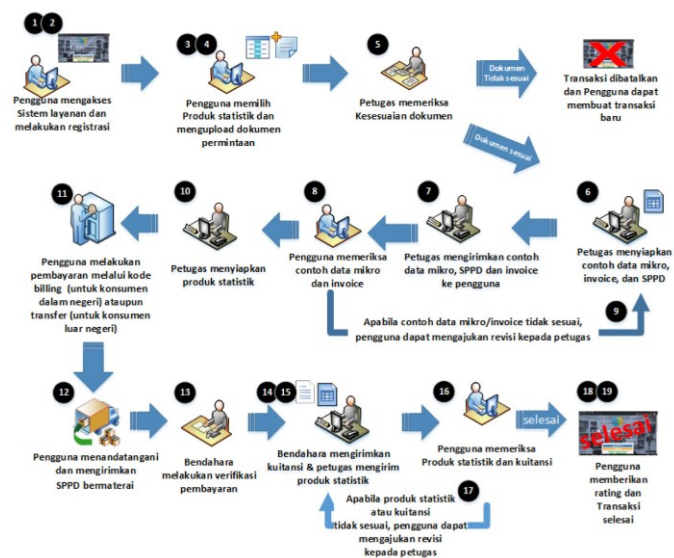 1 2
Pengguna mengakses
Sistem layanan dan
melakukan registrasi
3 4
Pengguna memilih
Produk statistik dan
mengupload dokumen
permintaan
5
Petugas memeriksa
Kesesuaian dokumen
Dokumen
Tidak sesuai
Transaksi dibatalkan
dan Pengguna dapat
membuat transaksi
baru
Dokumen sesuai
6
Petugas menyiapkan
contoh data mikro,
invoice, dan SPPD
7
Petugas mengirimkan contoh
data mikro, SPPD dan invoice
ke pengguna
8
Pengguna memeriksa
contoh data mikro
dan invoice
9
Apabila contoh data mikro/invoice tidak sesuai,
pengguna dapat mengajukan revisi kepada petugas
10
Petugas menyiapkan
produk statistik
11
Pengguna melakukan
pembayaran melalui kode
billing (untuk konsumen
dalam negeri) ataupun
transfer (untuk konsumen
luar negeri)
12
Pengguna menandatangani
dan mengirimkan
SPPD bermaterai
13
Bendahara
melakukan verifikasi
pembayaran
14 15
Bendahara mengirimkan
kuitansi & petugas mengirim
produk statistik
16
Pengguna memeriksa
Produk statistik dan kuitansi
17
Apabila produk statistik
atau kuitansi
tidak sesuai, pengguna dapat
mengajukan revisi
kepada petugas
selesai
18 19
selesai
Pengguna
memberikan
rating dan
Transaksi
selesai